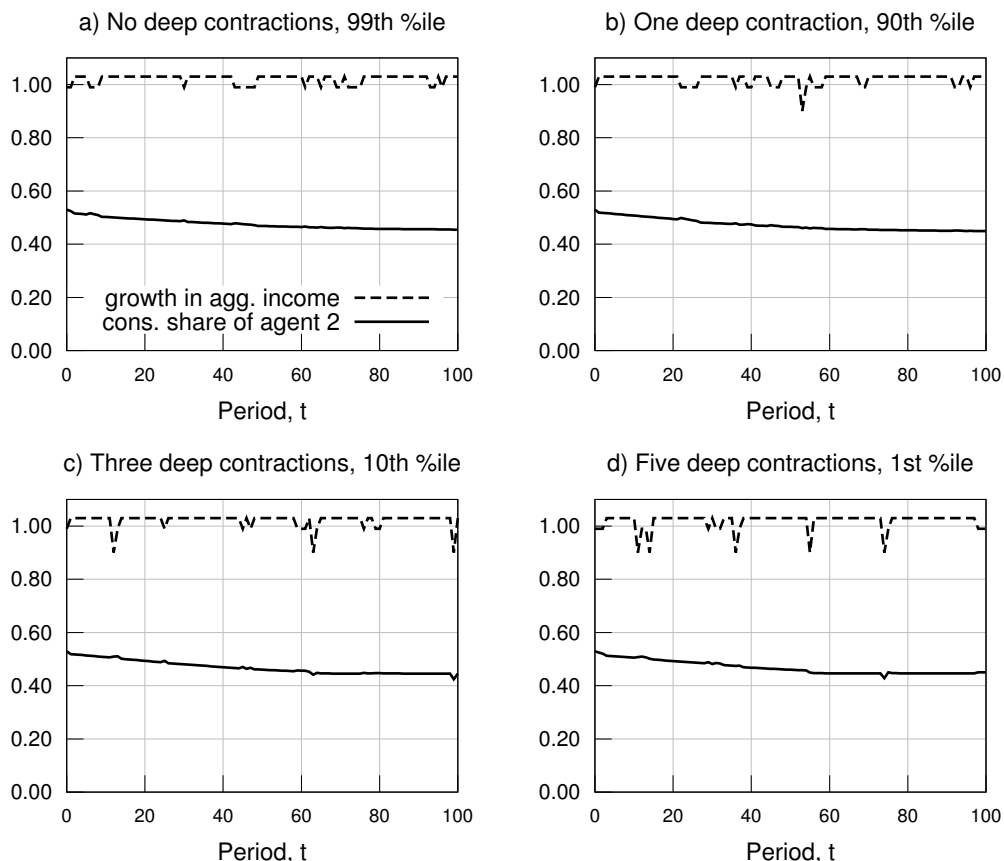 a) No deep contractions, 99th %ile
1.00
0.80
0.60
0.40
0.20
0.00
growth in agg. income
cons. share of agent 2
0 20 40 60 80 100
Period, t
b) One deep contraction, 90th %ile
1.00
0.80
0.60
0.40
0.20
0.00
0 20 40 60 80 100
Period, t
c) Three deep contractions, 10th %ile
1.00
0.80
0.60
0.40
0.20
0.00
0 20 40 60 80 100
Period, t
d) Five deep contractions, 1st %ile
1.00
0.80
0.60
0.40
0.20
0.00
0 20 40 60 80 100
Period, t